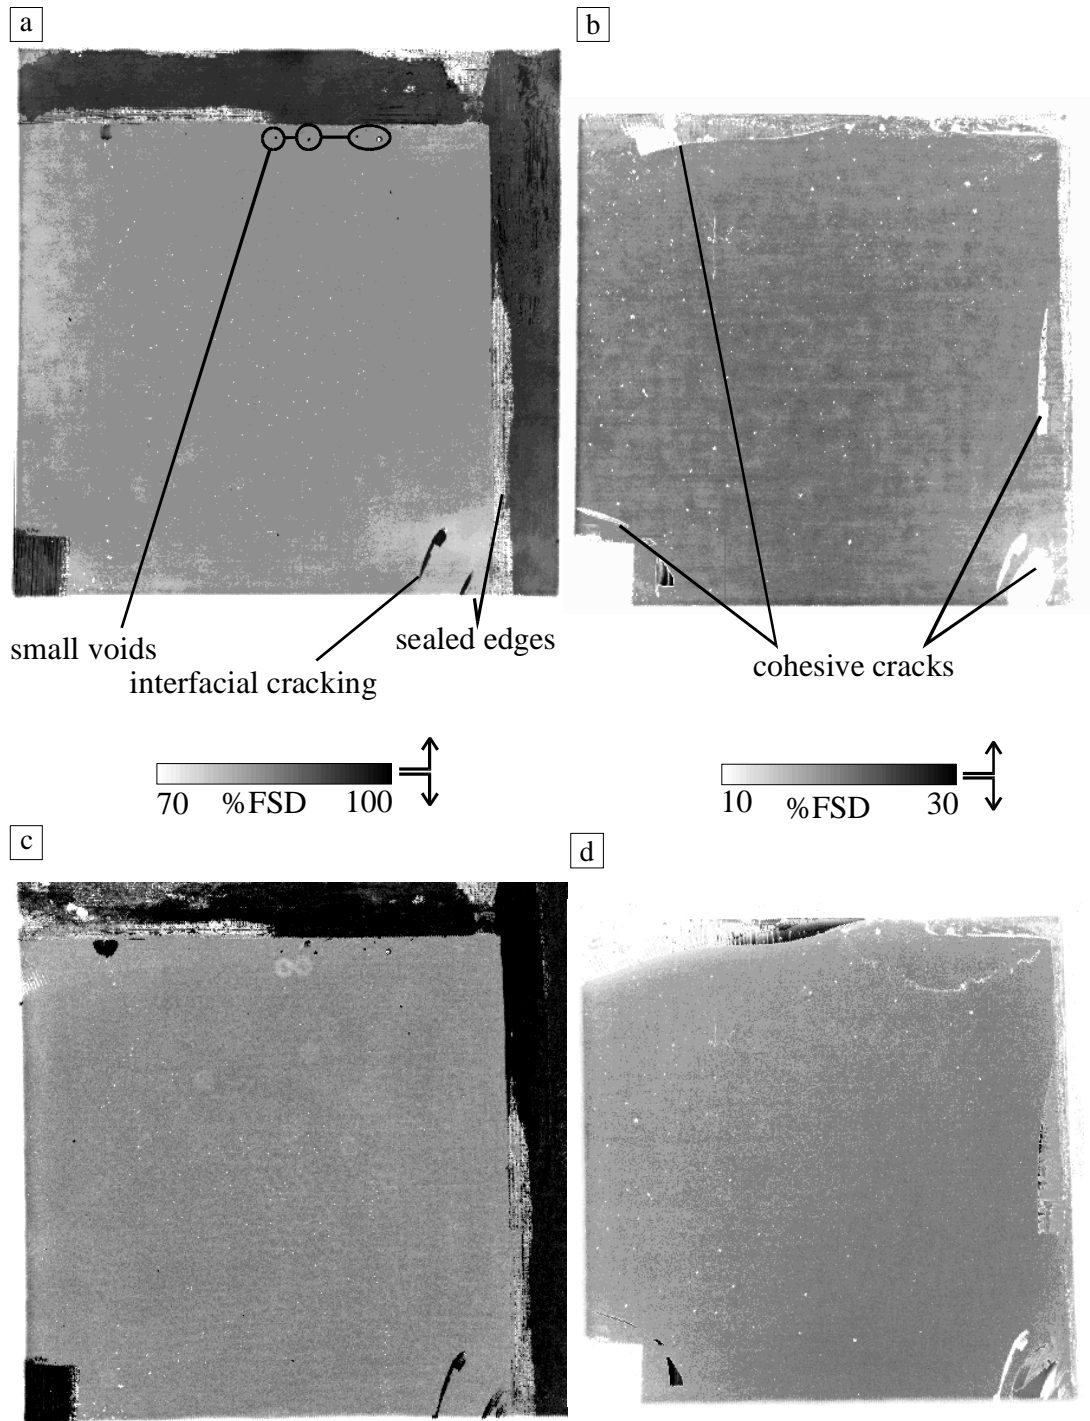 a
b
small voids
interfacial cracking
sealed edges
cohesive cracks
70 %FSD 100
10 %FSD 30
c
d